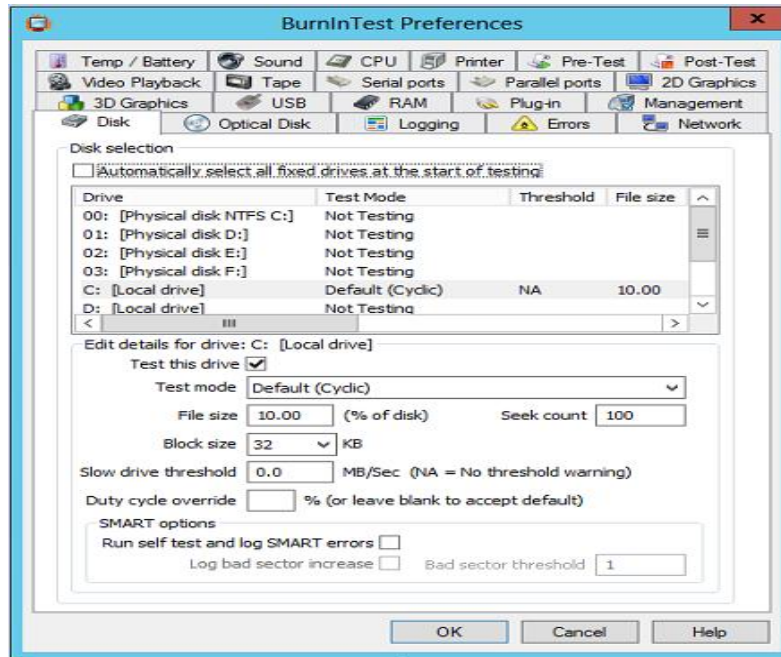 BurnInTest Preferences
Temp / Battery Sound CPU Printer Pre-Test Post-Test
Video Playback Tape Serial ports Parallel ports 2D Graphics
3D Graphics USB RAM Plug-in Management
Disk Optical Disk Logging Errors Network
Disk selection
Automatically select all fixed drives at the start of testing
Drive Test Mode Threshold File size
00: [Physical disk NTFS C:] Not Testing
01: [Physical disk D:] Not Testing
02: [Physical disk E:] Not Testing
03: [Physical disk F:] Not Testing
C: [Local drive] Default (Cyclic) NA 10.00
D: [Local drive] Not Testing
Edit details for drive: C: [Local drive]
Test this drive
Test mode Default (Cyclic)
File size 10.00 (% of disk) Seek count 100
Block size 32 KB
Slow drive threshold 0.0 MB/Sec (NA = No threshold warning)
Duty cycle override % (or leave blank to accept default)
SMART options
Run self test and log SMART errors
Log bad sector increase Bad sector threshold 1
OK Cancel Help